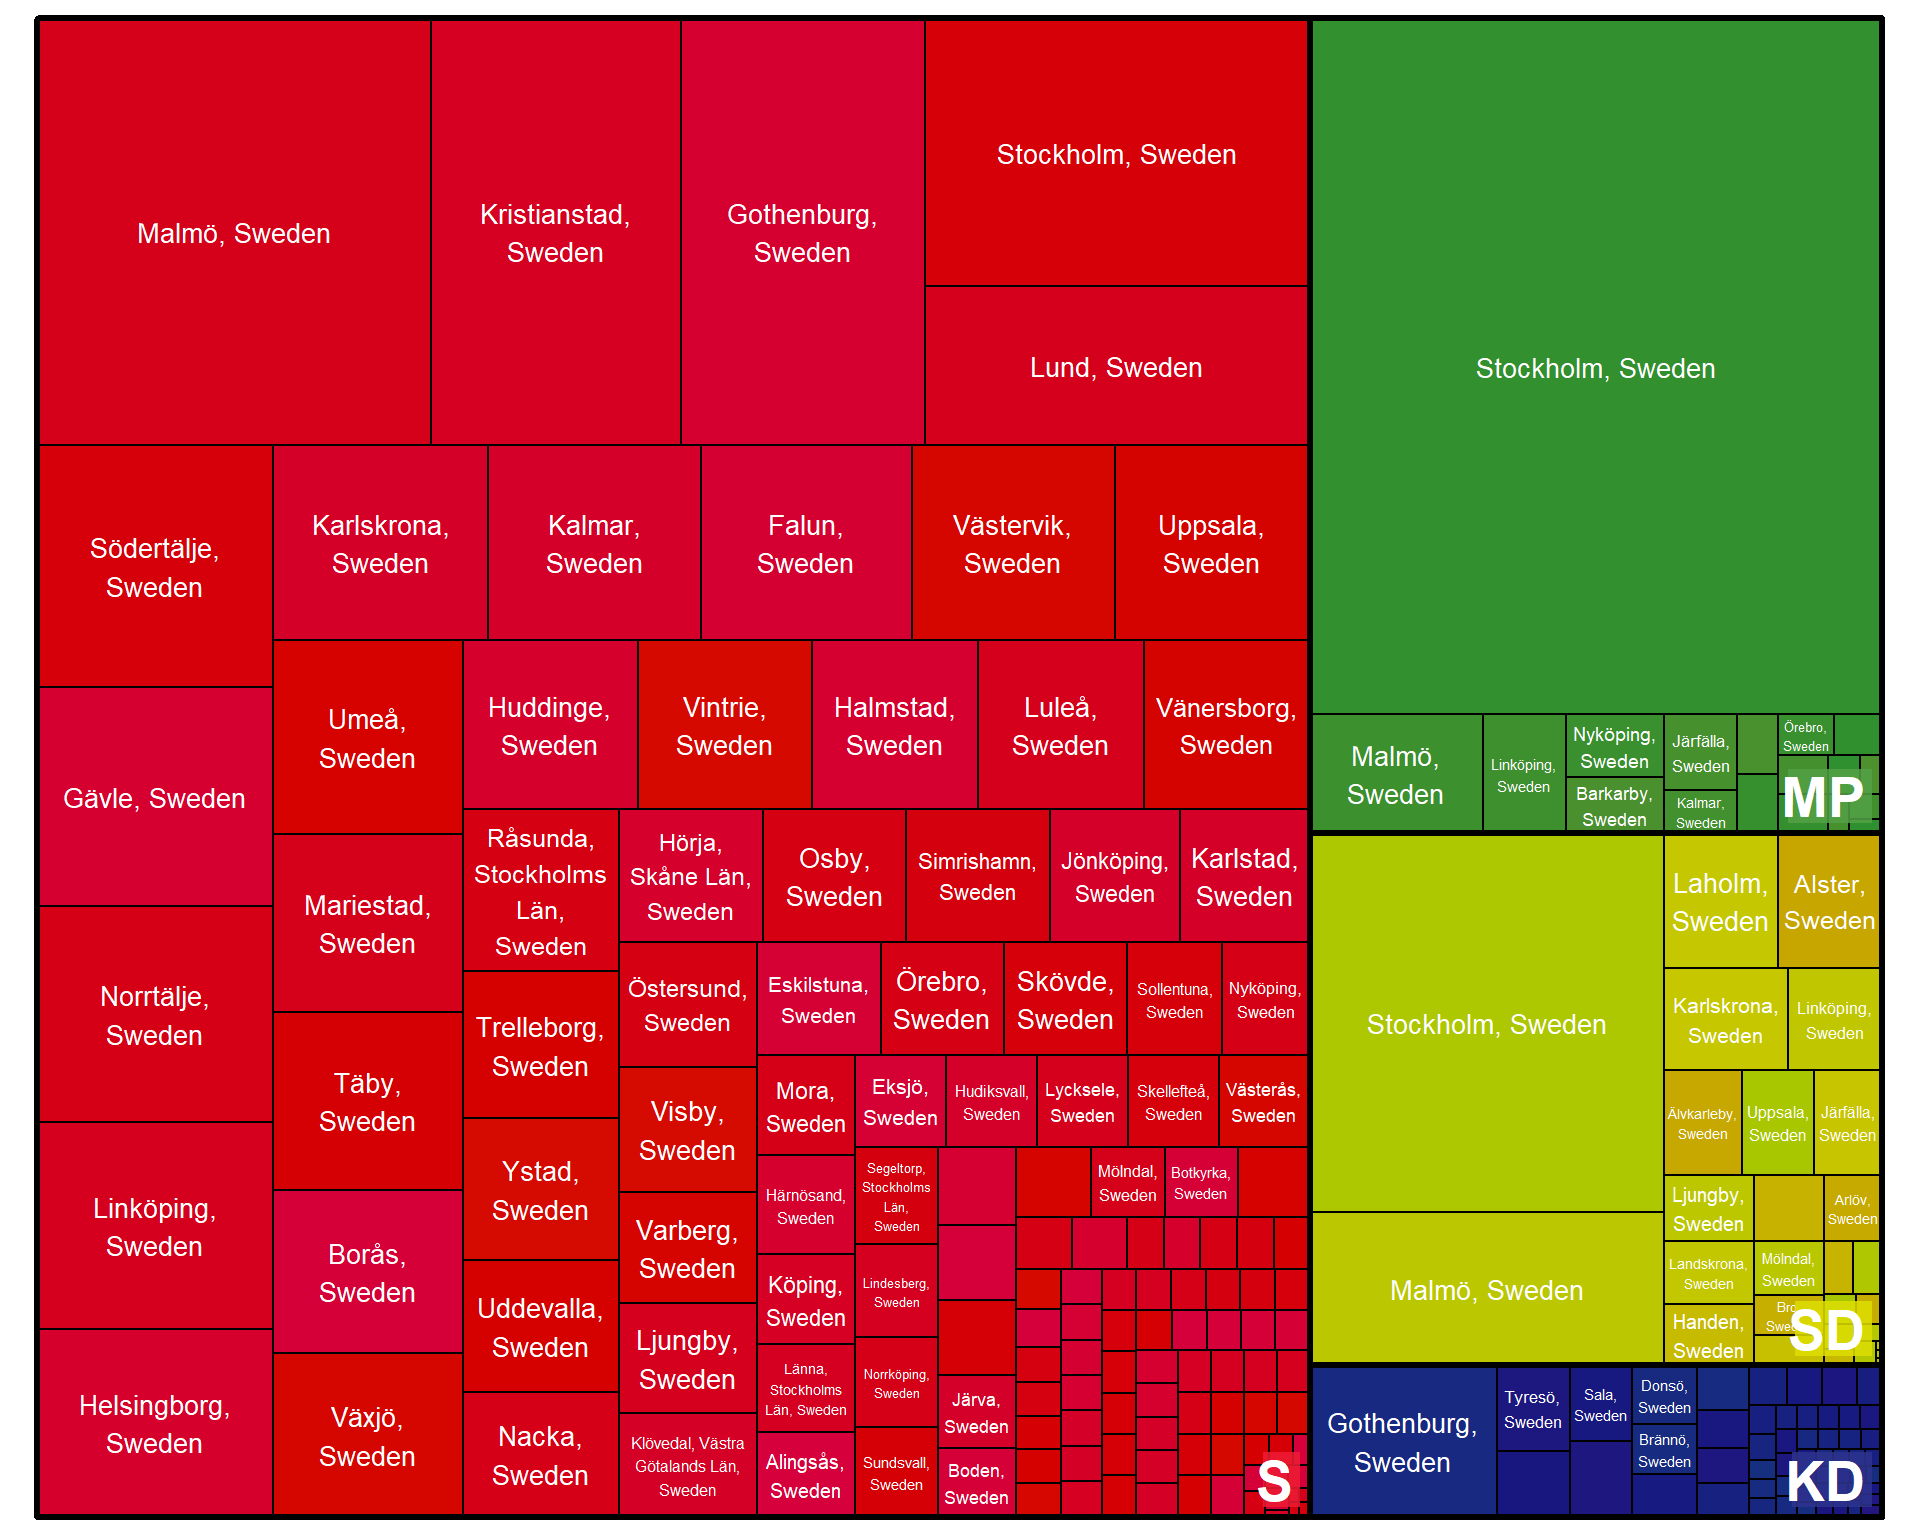 Malmö, Sweden
Kristianstad,
Sweden
Gothenburg,
Sweden
Stockholm, Sweden
Lund, Sweden
Södertälje,
Sweden
Karlskrona,
Sweden
Kalmar,
Sweden
Falun,
Sweden
Västervik,
Sweden
Uppsala,
Sweden
Gävle, Sweden
Norrtälje,
Sweden
Linköping,
Sweden
Helsingborg,
Sweden
Umeå,
Sweden
Mariestad,
Sweden
Täby,
Sweden
Borås,
Sweden
Växjö,
Sweden
Huddinge,
Sweden
Vintrie,
Sweden
Halmstad,
Sweden
Luleå,
Sweden
Vänersborg,
Sweden
Råsunda,
Stockholms
Län,
Sweden
Trelleborg,
Sweden
Ystad,
Sweden
Uddevalla,
Sweden
Nacka,
Sweden
Hörja,
Skåne Län,
Sweden
Osby,
Sweden
Simrishamn,
Sweden
Jönköping,
Sweden
Karlstad,
Sweden
Östersund,
Sweden
Visby,
Sweden
Varberg,
Sweden
Ljungby,
Sweden
Klövedal, Västra
Götalands Län,
Sweden
Eskilstuna,
Sweden
Örebro,
Sweden
Skövde,
Sweden
Sollentuna,
Sweden
Nyköping,
Sweden
Mora,
Sweden
Härnösand,
Sweden
Köping,
Sweden
Länna,
Stockholms
Län, Sweden
Alingsås,
Sweden
Eksjö,
Sweden
Hudiksvall,
Sweden
Lycksele,
Sweden
Skellefteå,
Sweden
Västerås,
Sweden
Segeltorp,
Stockholms
Län,
Sweden
Lindesberg,
Sweden
Norrköping,
Sweden
Sundsvall,
Sweden
Järva,
Sweden
Boden,
Sweden
Mölndal,
Sweden
Botkyrka,
Sweden
S
Stockholm, Sweden
Malmö,
Sweden
Linköping,
Sweden
Nyköping,
Sweden
Barkarby,
Sweden
Järfälla,
Sweden
Kalmar,
Sweden
Örebro,
Sweden
MP
Stockholm, Sweden
Malmö, Sweden
Laholm,
Sweden
Alster,
Sweden
Karlskrona,
Sweden
Linköping,
Sweden
Älvkarleby,
Sweden
Uppsala,
Sweden
Järfälla,
Sweden
Ljungby,
Sweden
Arlöv,
Sweden
Landskrona,
Sweden
Mölndal,
Sweden
Handen,
Sweden
SD
Gothenburg,
Sweden
Tyresö,
Sweden
Sala,
Sweden
Donsö,
Sweden
Brännö,
Sweden
KD